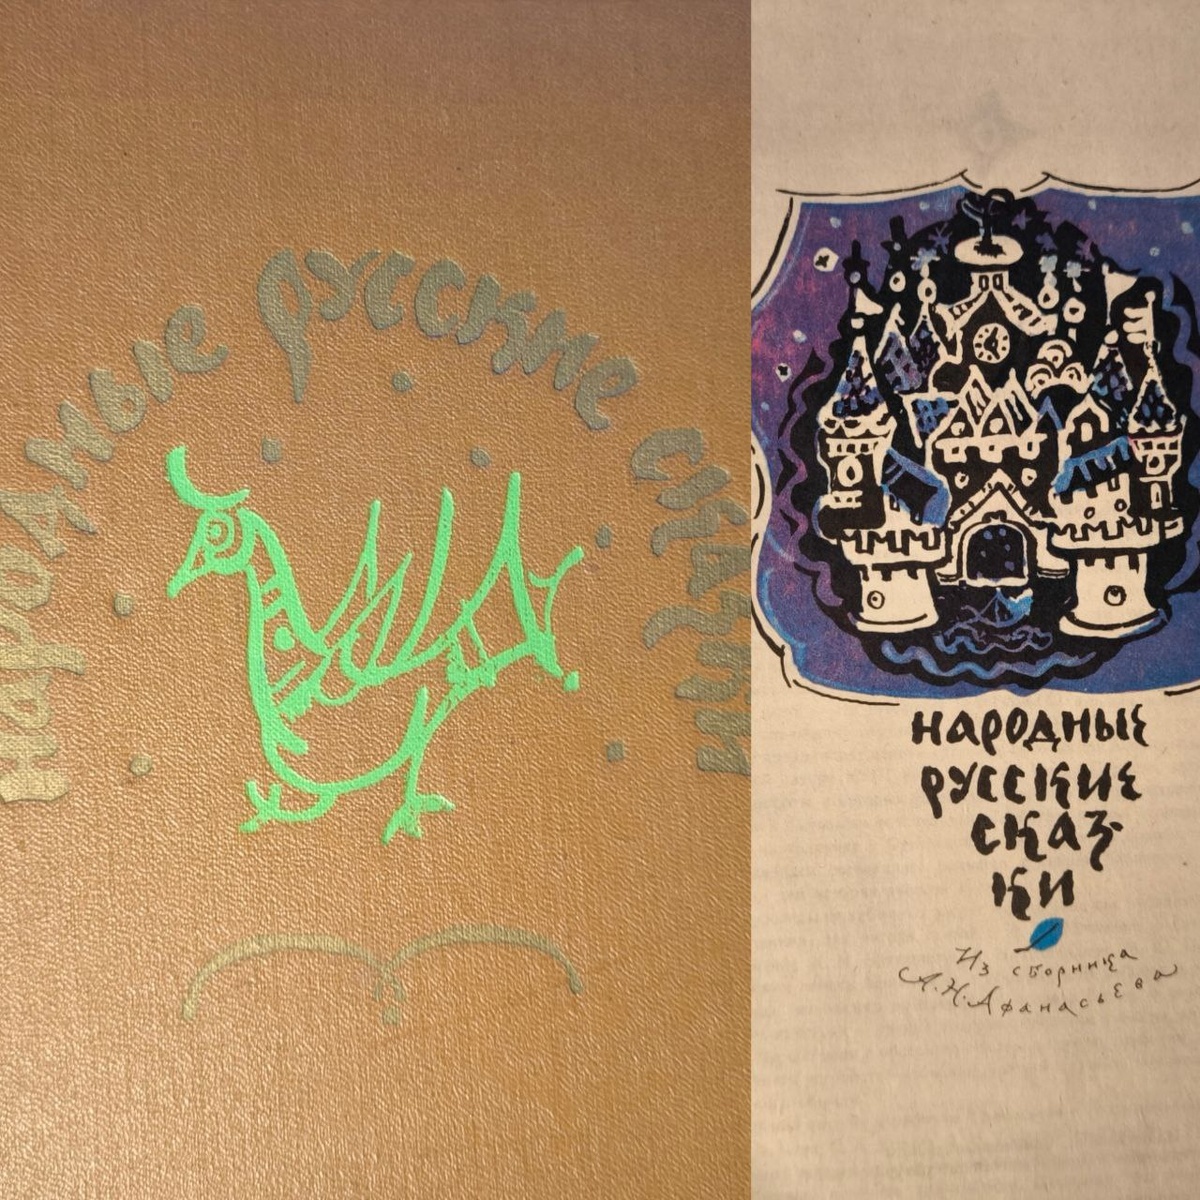 народные русские сказки
НАРОДНЫЕ
РУССКИЕ
СКАЗ-
КИ
Из сборника
А.Н.Афанасьева